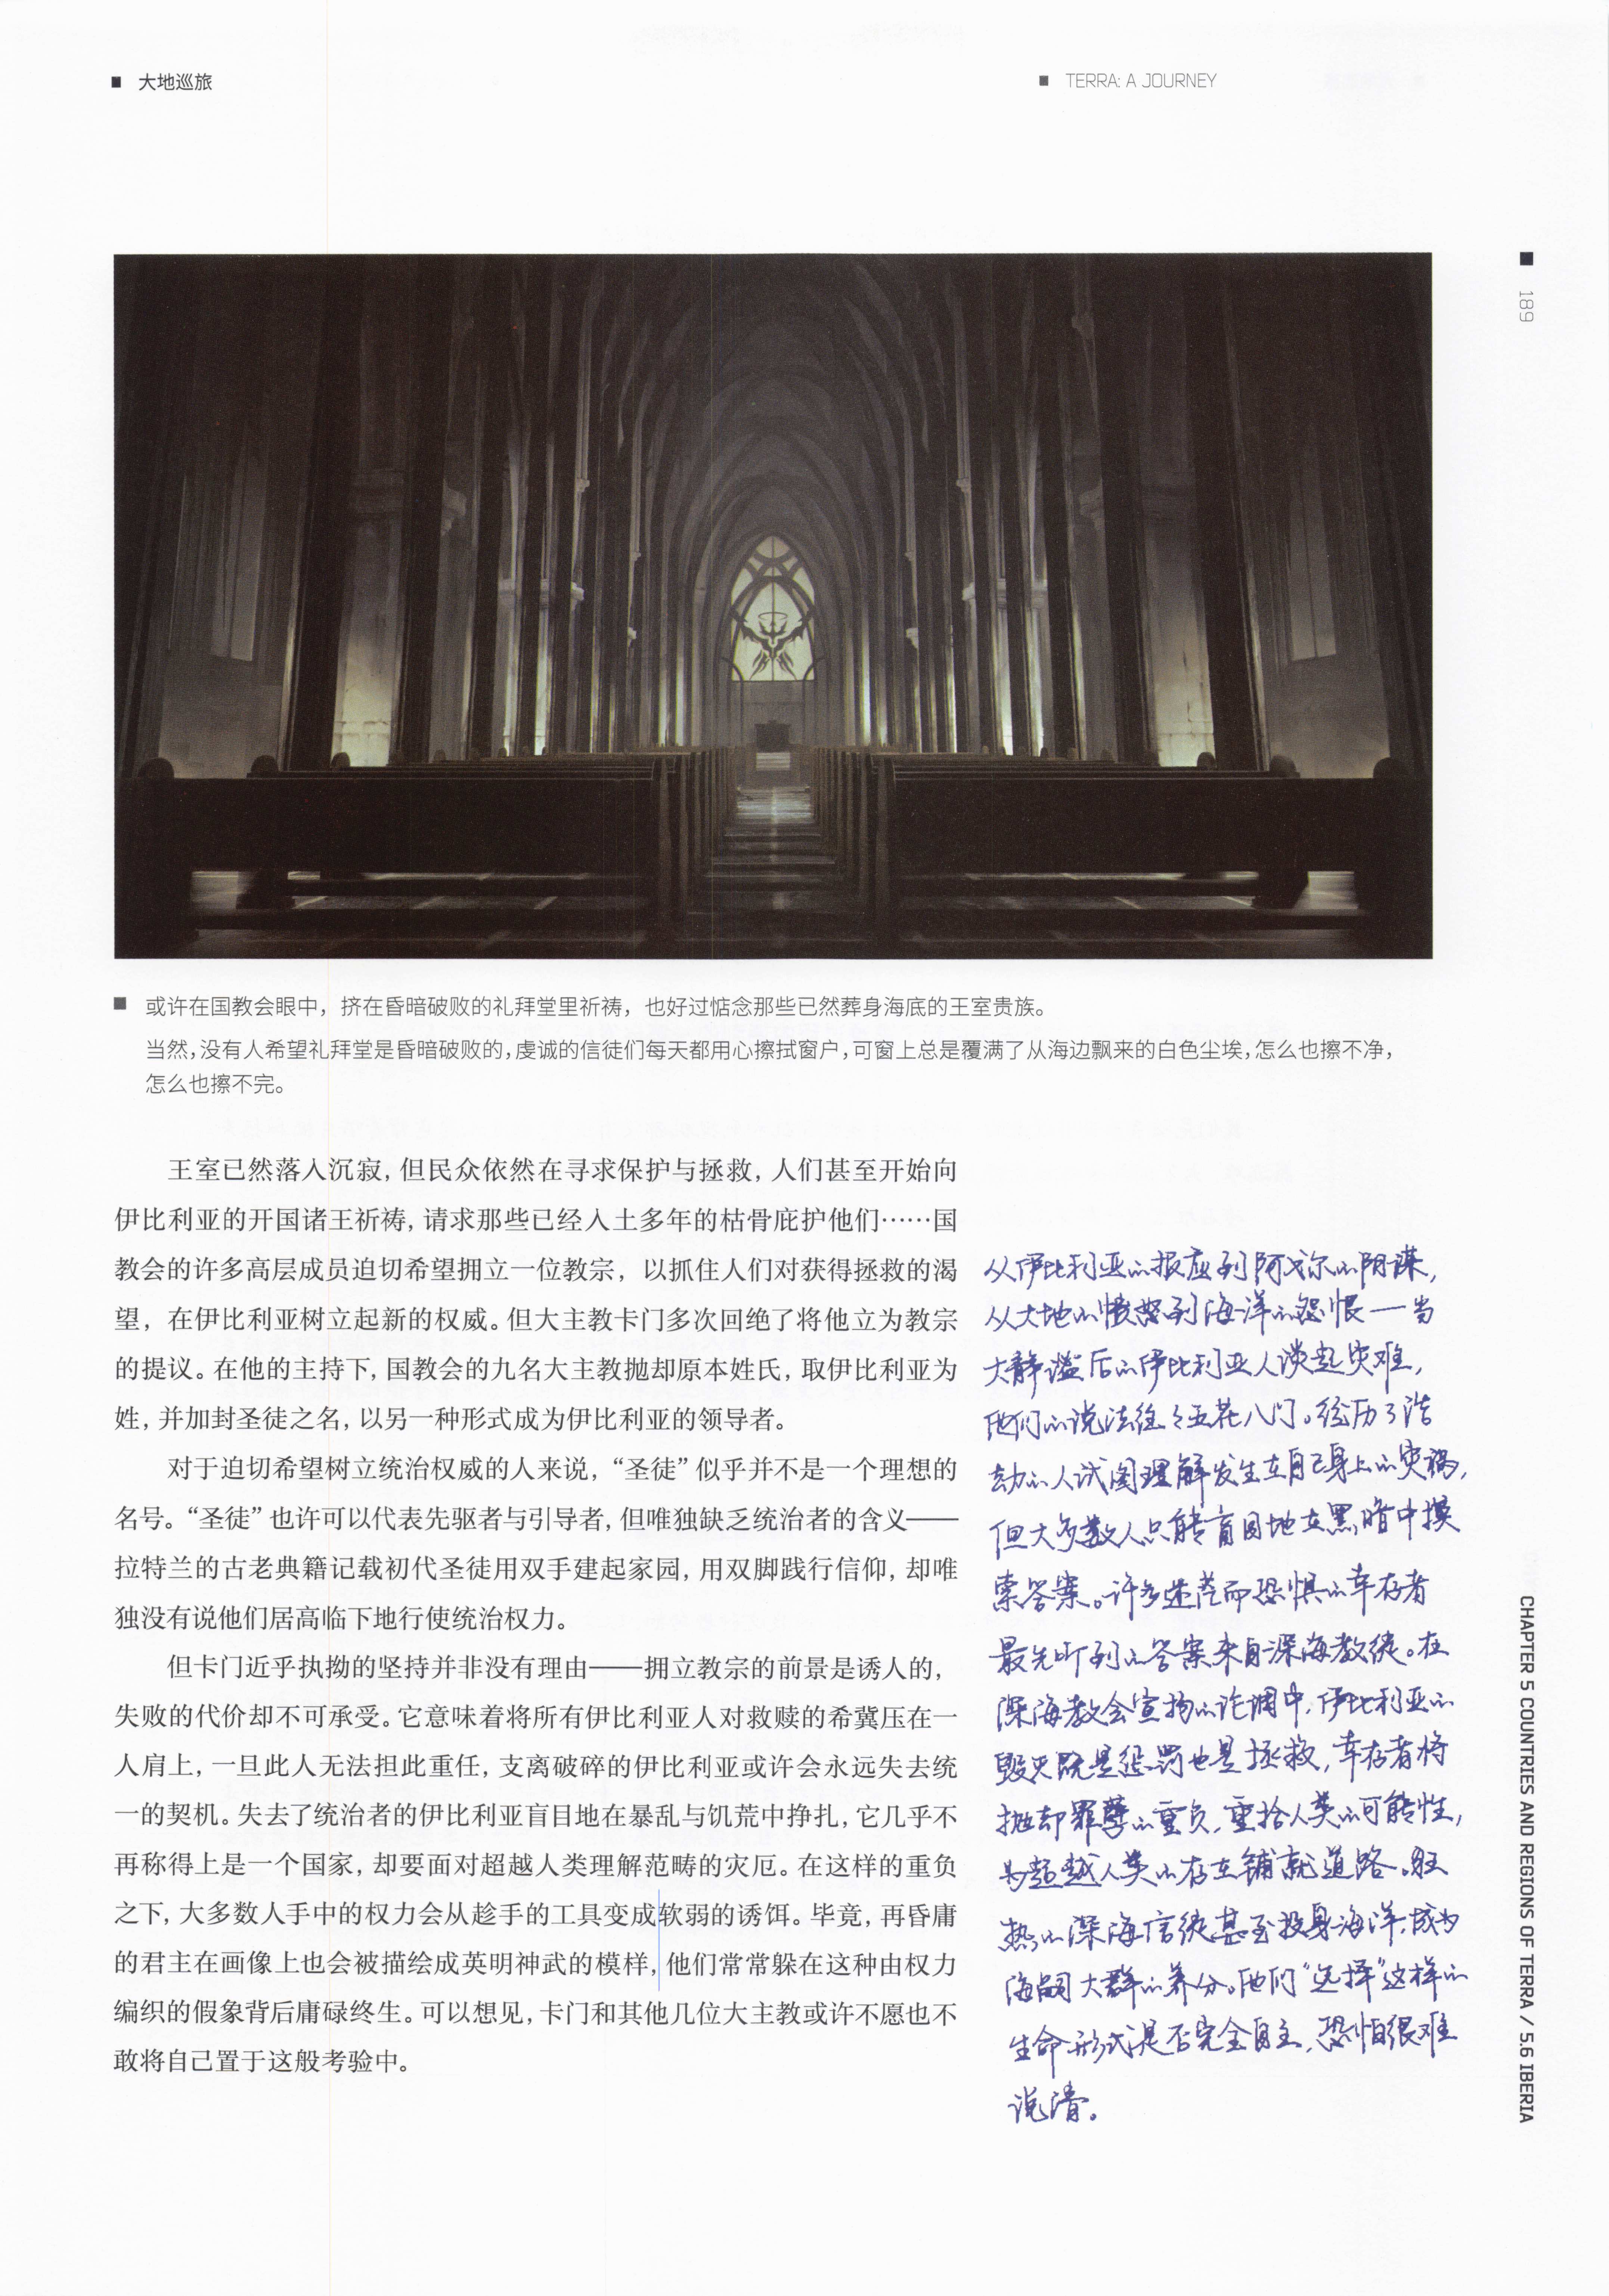 大地巡旅
TERRA: A JOURNEY
189
或许在国教会眼中，挤在昏暗破败的礼拜堂里祈祷，也好过惦念那些已然葬身海底的王室贵族。
当然，没有人希望礼拜堂是昏暗破败的，虔诚的信徒们每天都用心擦拭窗户，可窗上总是覆满了从海边飘来的白色尘埃，怎么也擦不净，
怎么也擦不完。
王室已然落入沉寂，但民众依然在寻求保护与拯救，人们甚至开始向
伊比利亚的开国诸王祈祷，请求那些已经入土多年的枯骨庇护他们……国
教会的许多高层成员迫切希望拥立一位教宗，以抓住人们对获得拯救的渴
望，在伊比利亚树立起新的权威。但大主教卡门多次回绝了将他立为教宗
的提议。在他的主持下，国教会的九名大主教抛却原本姓氏，取伊比利亚为
姓，并加封圣徒之名，以另一种形式成为伊比利亚的领导者。
对于迫切希望树立统治权威的人来说，“圣徒”似乎并不是一个理想的
名号。“圣徒”也许可以代表先驱者与引导者，但唯独缺乏统治者的含义——
拉特兰的古老典籍记载初代圣徒用双手建起家园，用双脚践行信仰，却唯
独没有说他们居高临下地行使统治权力。
但卡门近乎执拗的坚持并非没有理由——拥立教宗的前景是诱人的，
失败的代价却不可承受。它意味着将所有伊比利亚人对救赎的希冀压在一
人肩上，一旦此人无法担此重任，支离破碎的伊比利亚或许会永远失去统
一的契机。失去了统治者的伊比利亚盲目地在暴乱与饥荒中挣扎，它几乎不
再称得上是一个国家，却要面对超越人类理解范畴的灾厄。在这样的重负
之下，大多数人手中的权力会从趁手的工具变成软弱的诱饵。毕竟，再昏庸
的君主在画像上也会被描绘成英明神武的模样，他们常常躲在这种由权力
编织的假象背后庸碌终生。可以想见，卡门和其他几位大主教或许不愿也不
敢将自己置于这般考验中。
从伊比利亚的报应到阿戈尔的阴谋，
从大地的愤怒到海洋的怨恨——当
大静谧后的伊比利亚人谈起灾难，
他们的说法往々五花八门。经历了浩
劫的人试图理解发生在自己身上的灾祸，
但大多数人只能盲目地在黑暗中摸
索答案。许多迷茫而恐惧的幸存者
最先听到的答案来自深海教徒。在
深海教会宣扬的论调中，伊比利亚的
毁灭既是惩罚也是拯救，幸存者将
抛却罪孽的重负，重拾人类的可能性，
为超越人类的存在铺就道路。狂
热的深海信徒甚至投身海洋，成为
海嗣大群的养分。他们“选择”这样的
生命形式是否完全自主，恐怕很难
说清。
CHAPTER 5 COUNTRIES AND REGIONS OF TERRA / 5.6 IBERIA